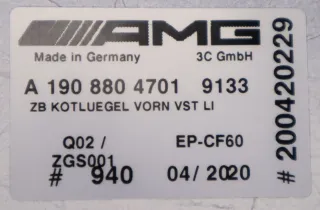 AMG
Made in Germany 3C GmbH
A 190 880 4701 9133
ZB KOTLUEGEL VORN VST LI
Q02 / EP-CF60
ZGS001
# 940 04/2020
# 200420229